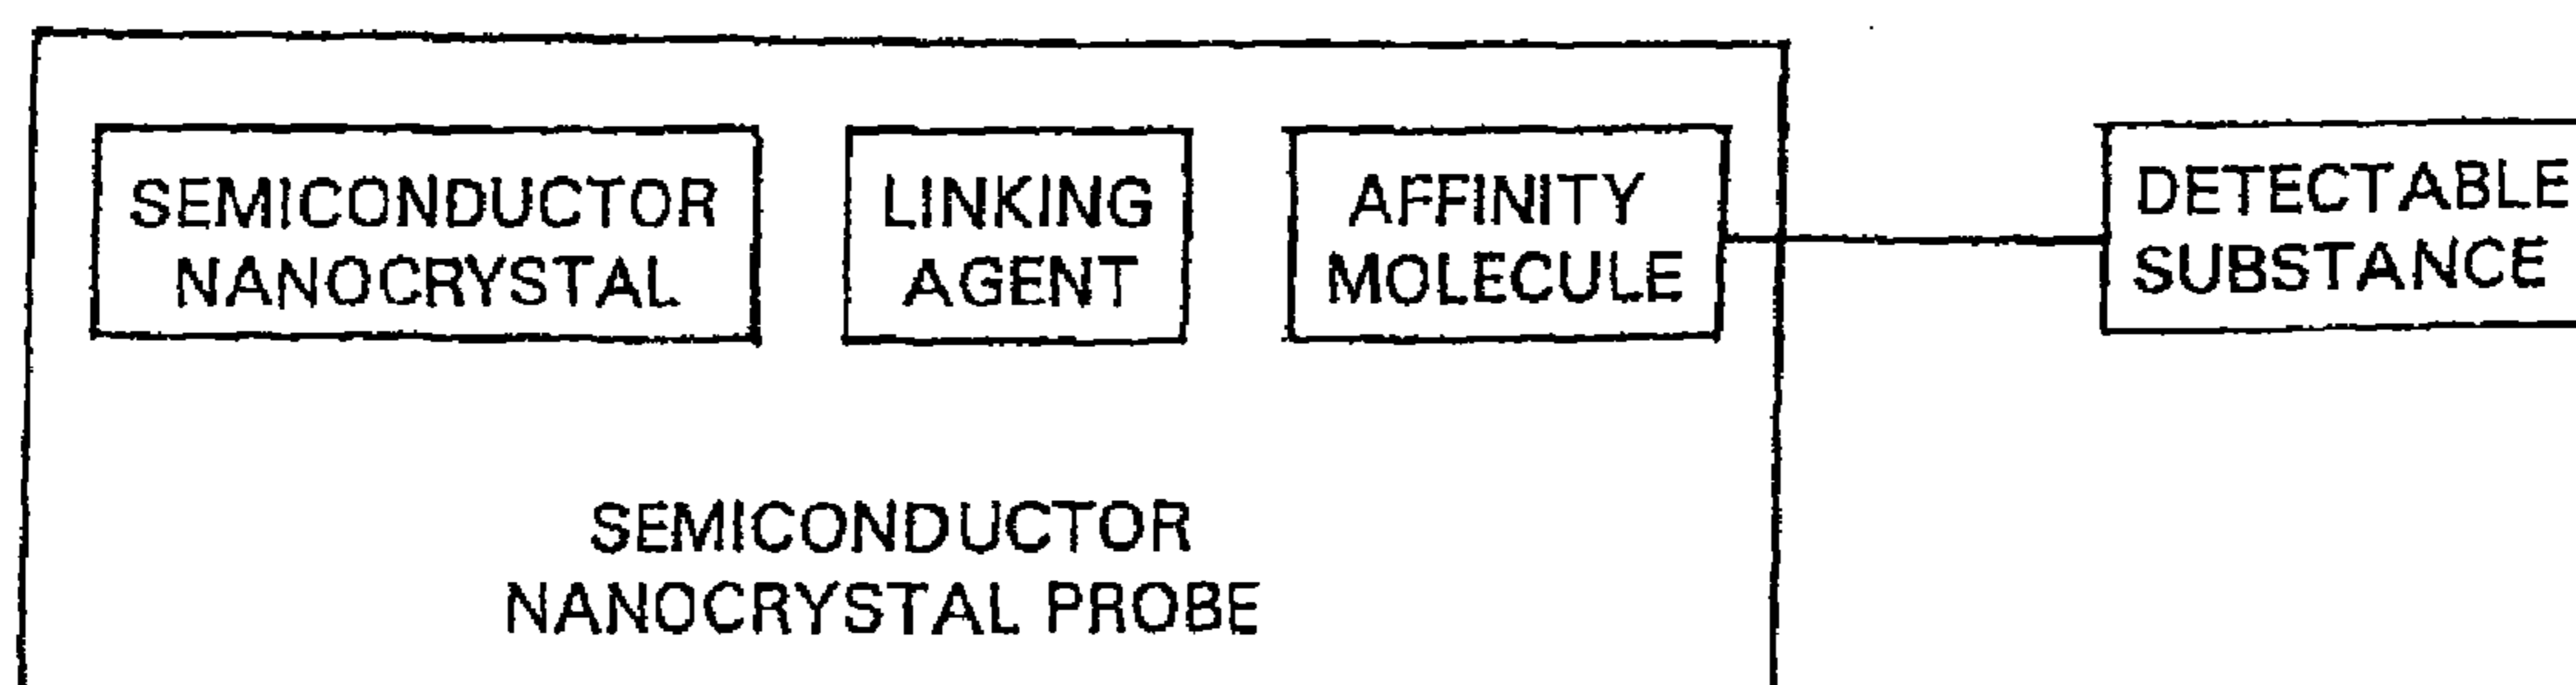 SEMICONDUCTOR
NANOCRYSTAL
LINKING
AGENT
AFFINITY
MOLECULE
DETECTABLE
SUBSTANCE
SEMICONDUCTOR
NANOCRYSTAL PROBE